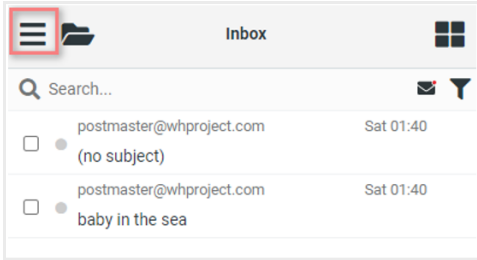 Inbox
Search...
postmaster@whproject.com Sat 01:40
(no subject)
postmaster@whproject.com Sat 01:40
baby in the sea